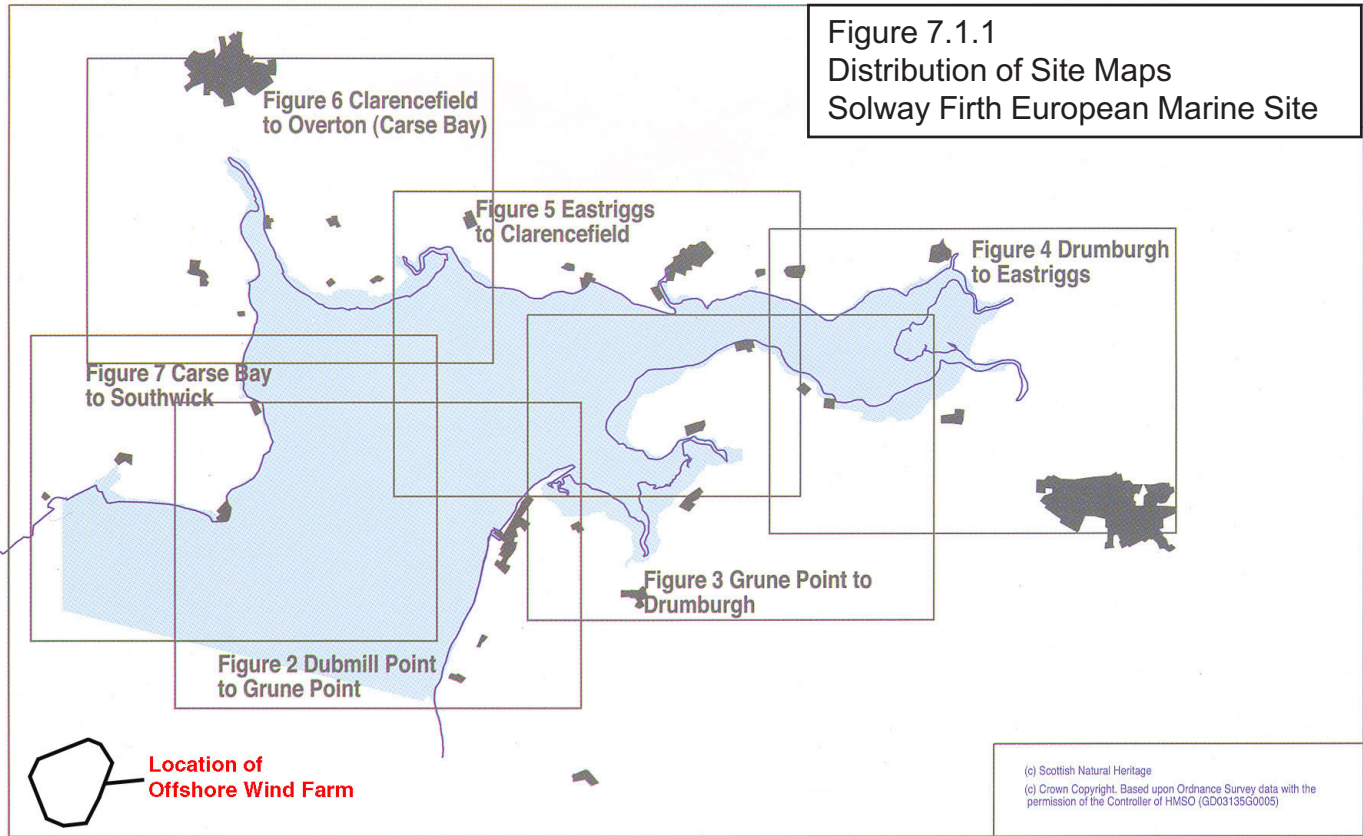 Figure 7.1.1
Distribution of Site Maps
Solway Firth European Marine Site
Figure 6 Clarencefield
to Overton (Carse Bay)
Figure 5 Eastriggs
to Clarencefield
Figure 4 Drumburgh
to Eastriggs
Figure 7 Carse Bay
to Southwick
Figure 3 Grune Point to
Drumburgh
Figure 2 Dubmill Point
to Grune Point
Location of
Offshore Wind Farm
(c) Scottish Natural Heritage
(c) Crown Copyright. Based upon Ordnance Survey data with the
permission of the Controller of HMSO (GD03135G0005)